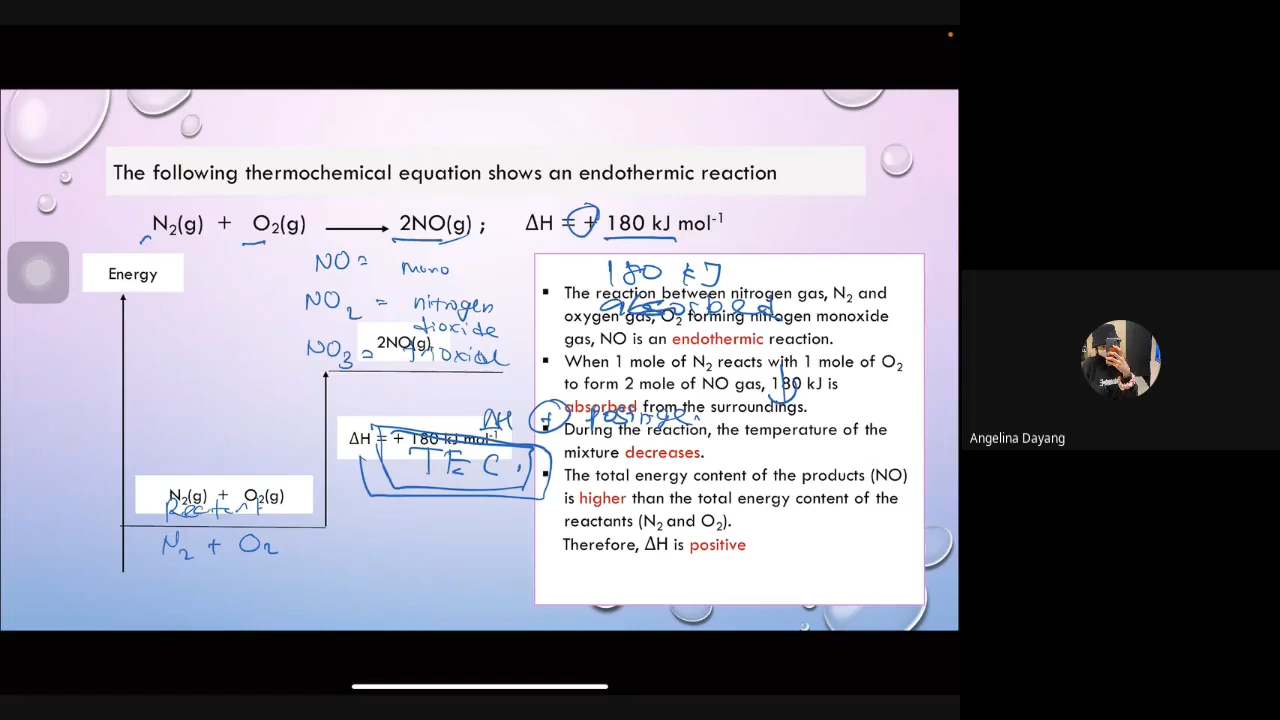 The following thermochemical equation shows an endothermic reaction
N₂(g) + O₂(g) ⟶ 2NO(g) ; ΔH = + 180 kJ mol⁻¹
Energy
NO = mono
NO₂ = nitrogen
dioxide
2NO(g)
NO₃ = trioxide
ΔH = + 180 kJ mol⁻¹
TEC.
N₂(g) + O₂(g)
Reactant
N₂ + O₂
180 kJ
absorbed
▪ The reaction between nitrogen gas, N₂ and
oxygen gas, O₂ forming nitrogen monoxide
gas, NO is an endothermic reaction.
▪ When 1 mole of N₂ reacts with 1 mole of O₂
to form 2 mole of NO gas, 180 kJ is
absorbed from the surroundings.
ΔH + positive.
▪ During the reaction, the temperature of the
mixture decreases.
▪ The total energy content of the products (NO)
is higher than the total energy content of the
reactants (N₂ and O₂).
Therefore, ΔH is positive
Angelina Dayang